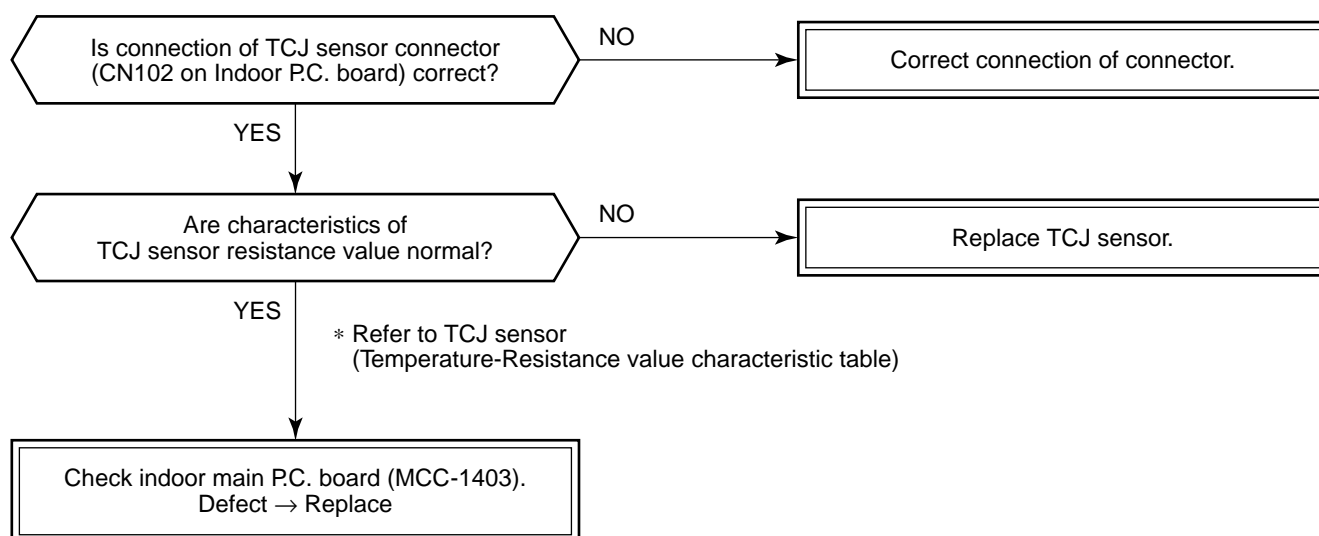 Is connection of TCJ sensor connector
(CN102 on Indoor P.C. board) correct?
NO
Correct connection of connector.
YES
Are characteristics of
TCJ sensor resistance value normal?
NO
Replace TCJ sensor.
YES
* Refer to TCJ sensor
(Temperature-Resistance value characteristic table)
Check indoor main P.C. board (MCC-1403).
Defect → Replace